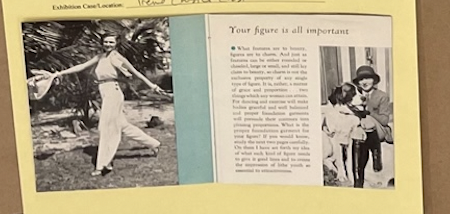 Exhibition Case/Location:
Your figure is all important
What features are to beauty,
figures are to charm. And just as
features can be either rounded or
chiseled, large or small, and still lay
claim to beauty, so charm is not the
exclusive property of any single
type of figure. It is, rather, a matter
of grace and proportion . . . two
things which any woman can attain.
For dancing and exercise will make
bodies graceful and well balanced
and proper foundation garments
will persuade their contours into
pleasing proportions. What is the
proper foundation garment for
your figure? If you would know,
study the next two pages carefully.
On them I have set forth my idea
of what each kind of figure needs
to give it good lines and to create
the impression of lithe youth so
essential to attractiveness.